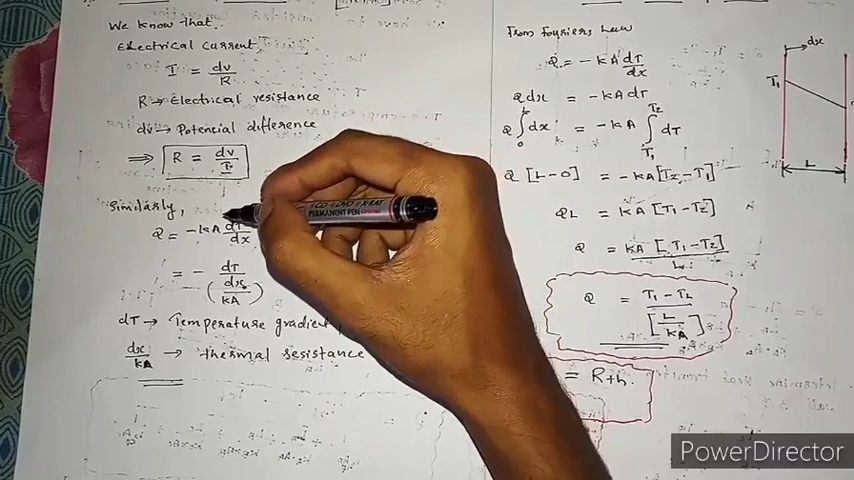 We know that.
Electrical Current,
I = dv/R
R → Electrical resistance
dv → Potencial difference
⟹ R = dv/I
Similarly,
Q = -kA dT/dx
= - dT/(dx/kA)
dT → Temperature gradient
dx/kA → thermal resistance
From Fouriers Law
Q = -kA dT/dx
Q dx = -kA dT
Q ∫₀ᴸ dx = -kA ∫_{T1}^{T2} dT
Q [L-0] = -kA [T2-T1]
QL = kA [T1-T2]
Q = kA [T1-T2]/L
Q = T1-T2/[L/kA]
= Rth.
dx
T1
L
PERMANENT PEN
PowerDirector